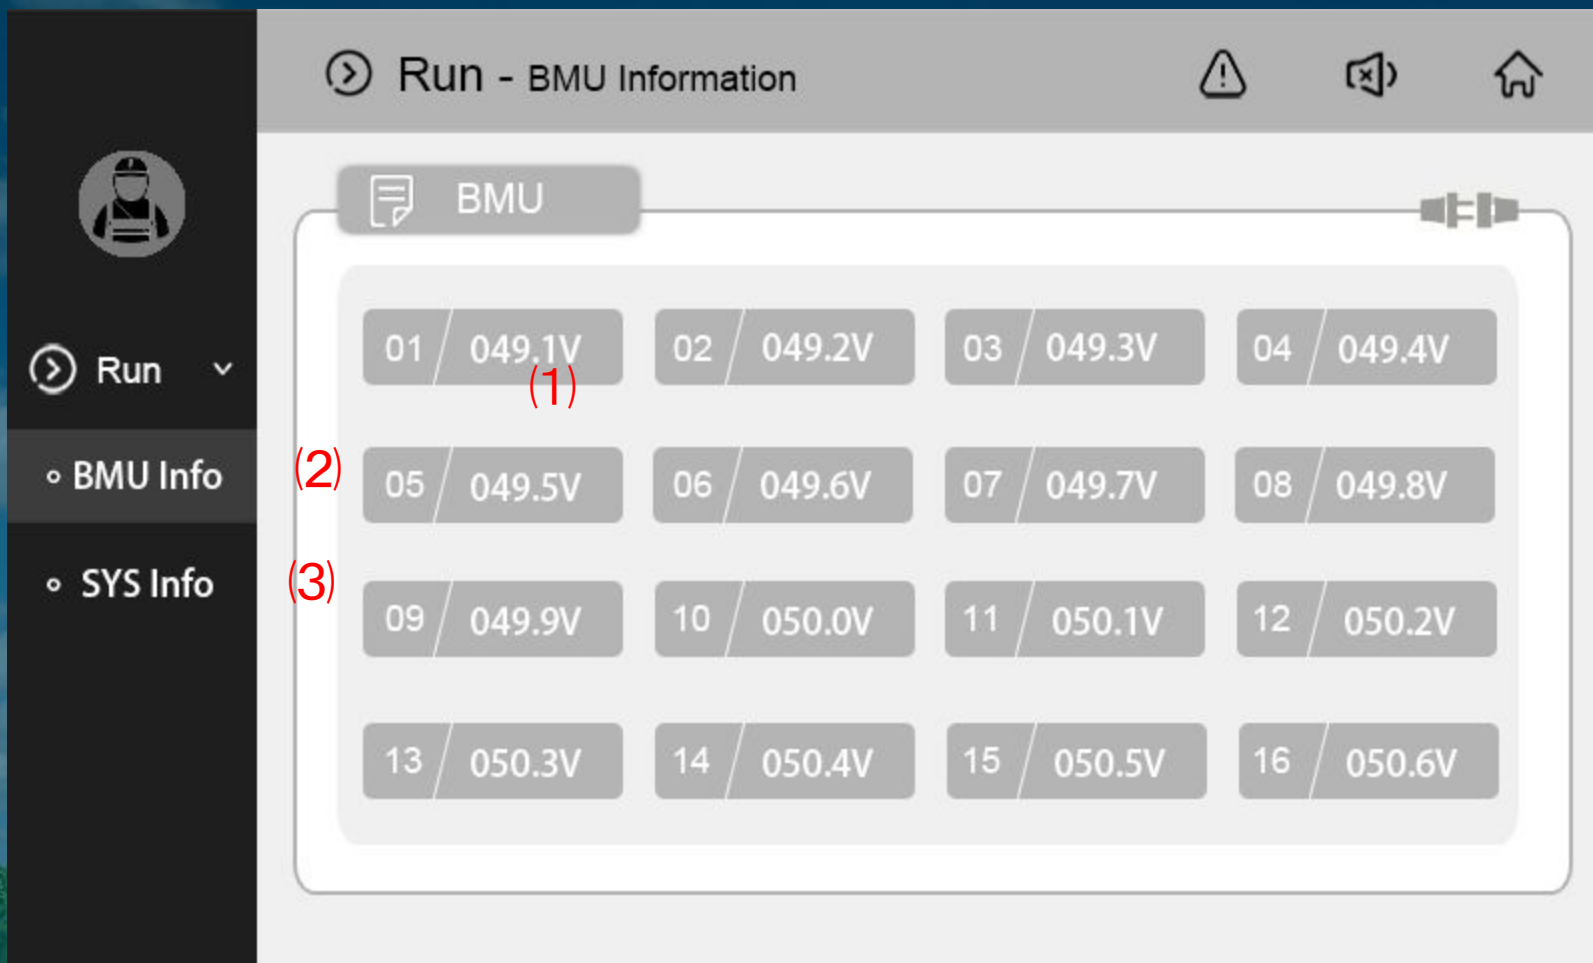 Run - BMU Information
BMU
01 / 049.1V 02 / 049.2V 03 / 049.3V 04 / 049.4V
(1)
Run
BMU Info
(2)
05 / 049.5V 06 / 049.6V 07 / 049.7V 08 / 049.8V
SYS Info
(3)
09 / 049.9V 10 / 050.0V 11 / 050.1V 12 / 050.2V
13 / 050.3V 14 / 050.4V 15 / 050.5V 16 / 050.6V